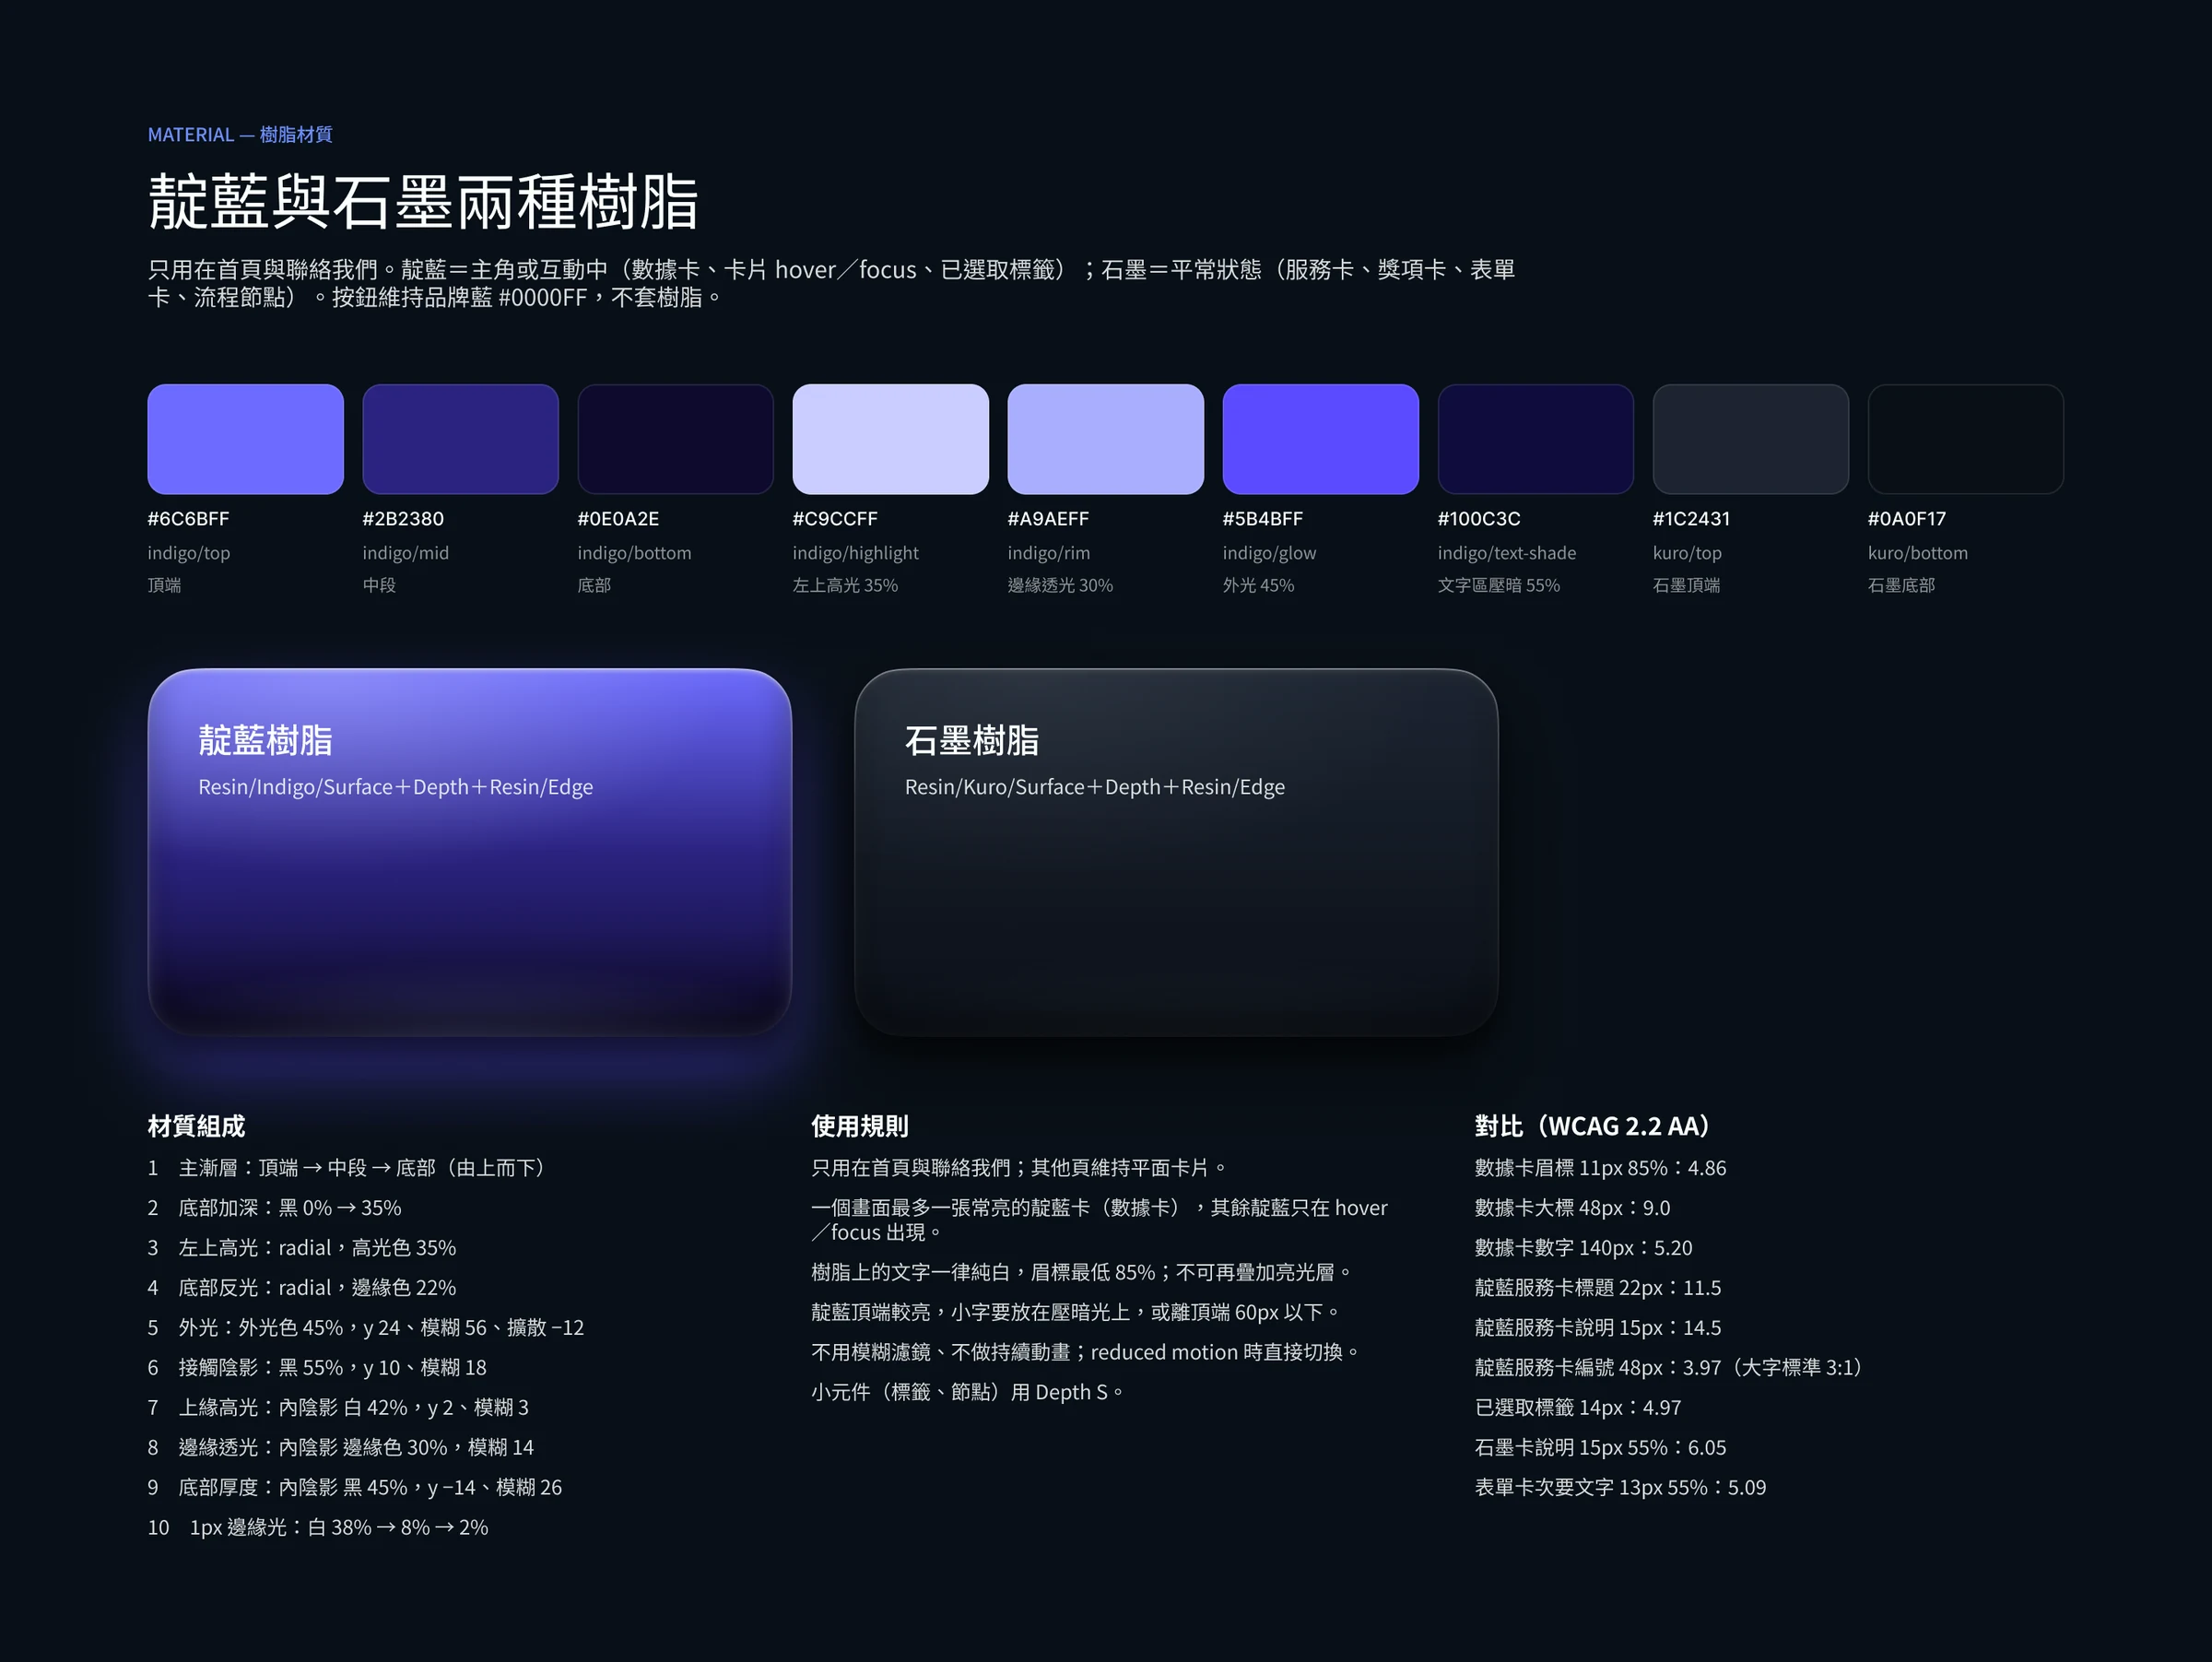 MATERIAL — 樹脂材質
靛藍與石墨兩種樹脂
只用在首頁與聯絡我們。靛藍＝主角或互動中（數據卡、卡片 hover／focus、已選取標籤）；石墨＝平常狀態（服務卡、獎項卡、表單
卡、流程節點）。按鈕維持品牌藍 #0000FF，不套樹脂。
#6C6BFF
indigo/top
頂端
#2B2380
indigo/mid
中段
#0E0A2E
indigo/bottom
底部
#C9CCFF
indigo/highlight
左上高光 35%
#A9AEFF
indigo/rim
邊緣透光 30%
#5B4BFF
indigo/glow
外光 45%
#100C3C
indigo/text-shade
文字區壓暗 55%
#1C2431
kuro/top
石墨頂端
#0A0F17
kuro/bottom
石墨底部
靛藍樹脂
Resin/Indigo/Surface＋Depth＋Resin/Edge
石墨樹脂
Resin/Kuro/Surface＋Depth＋Resin/Edge
材質組成
1 主漸層：頂端 → 中段 → 底部（由上而下）
2 底部加深：黑 0% → 35%
3 左上高光：radial，高光色 35%
4 底部反光：radial，邊緣色 22%
5 外光：外光色 45%，y 24、模糊 56、擴散 −12
6 接觸陰影：黑 55%，y 10、模糊 18
7 上緣高光：內陰影 白 42%，y 2、模糊 3
8 邊緣透光：內陰影 邊緣色 30%，模糊 14
9 底部厚度：內陰影 黑 45%，y −14、模糊 26
10 1px 邊緣光：白 38% → 8% → 2%
使用規則
只用在首頁與聯絡我們；其他頁維持平面卡片。
一個畫面最多一張常亮的靛藍卡（數據卡），其餘靛藍只在 hover
／focus 出現。
樹脂上的文字一律純白，眉標最低 85%；不可再疊加亮光層。
靛藍頂端較亮，小字要放在壓暗光上，或離頂端 60px 以下。
不用模糊濾鏡、不做持續動畫；reduced motion 時直接切換。
小元件（標籤、節點）用 Depth S。
對比（WCAG 2.2 AA）
數據卡眉標 11px 85%：4.86
數據卡大標 48px：9.0
數據卡數字 140px：5.20
靛藍服務卡標題 22px：11.5
靛藍服務卡說明 15px：14.5
靛藍服務卡編號 48px：3.97（大字標準 3:1）
已選取標籤 14px：4.97
石墨卡說明 15px 55%：6.05
表單卡次要文字 13px 55%：5.09